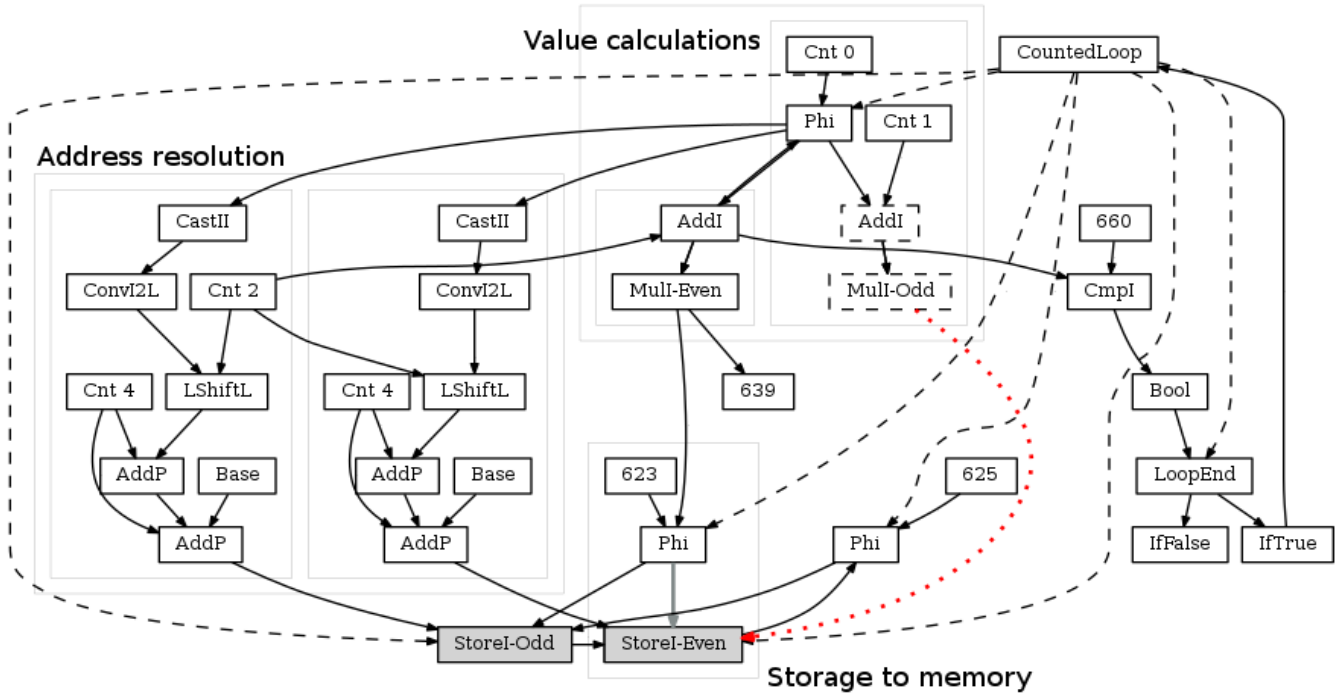 Value calculations
Cnt 0
CountedLoop
Phi
Cnt 1
Address resolution
CastII
CastII
AddI
AddI
660
ConvI2L
Cnt 2
ConvI2L
MulI-Even
MulI-Odd
CmpI
Cnt 4
LShiftL
Cnt 4
LShiftL
639
Bool
AddP
Base
AddP
Base
623
625
LoopEnd
AddP
AddP
Phi
Phi
IfFalse
IfTrue
StoreI-Odd
StoreI-Even
Storage to memory